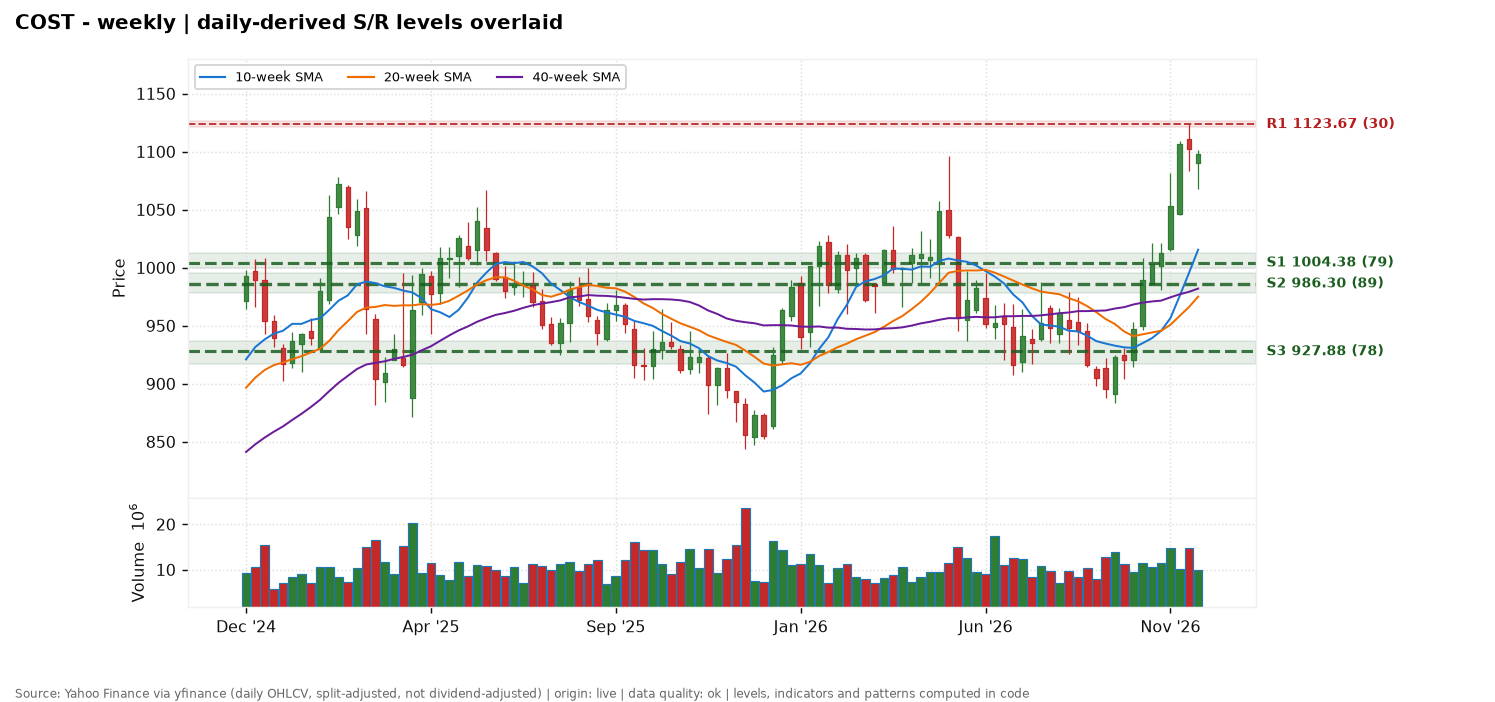 COST - weekly | daily-derived S/R levels overlaid
10-week SMA
20-week SMA
40-week SMA
Price
1150
1100
1050
1000
950
900
850
R1 1123.67 (30)
S1 1004.38 (79)
S2 986.30 (89)
S3 927.88 (78)
Volume 10⁶
20
10
Dec '24
Apr '25
Sep '25
Jan '26
Jun '26
Nov '26
Source: Yahoo Finance via yfinance (daily OHLCV, split-adjusted, not dividend-adjusted) | origin: live | data quality: ok | levels, indicators and patterns computed in code